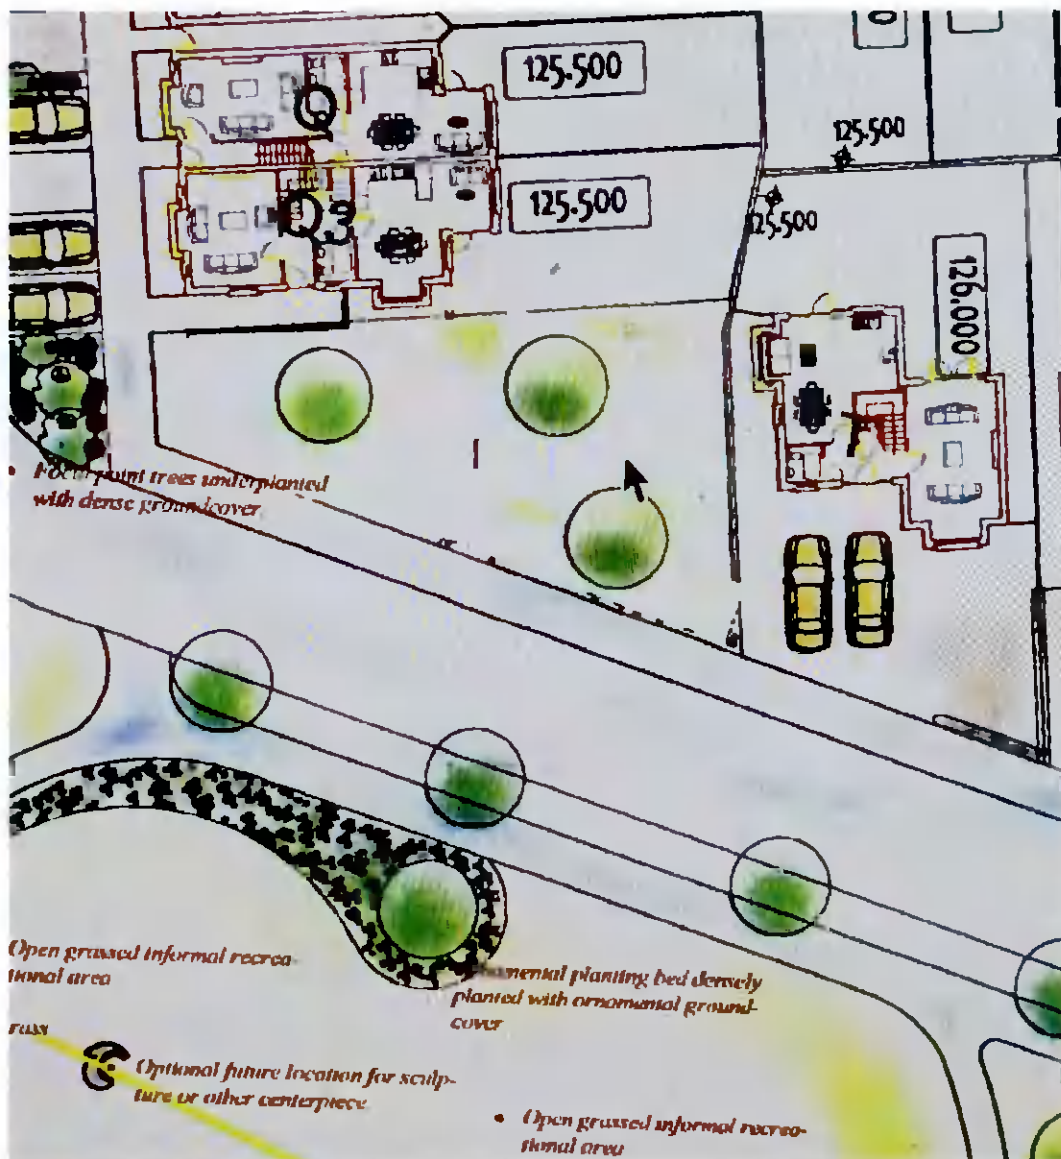 125.500
125.500
125.500
125.500
126.000
• Focal point trees underplanted
with dense groundcover
Open grassed informal recrea-
tional area
Ornamental planting bed densely
planted with ornamental ground-
cover
Optional future location for sculp-
ture or other centerpiece
• Open grassed informal recrea-
tional area